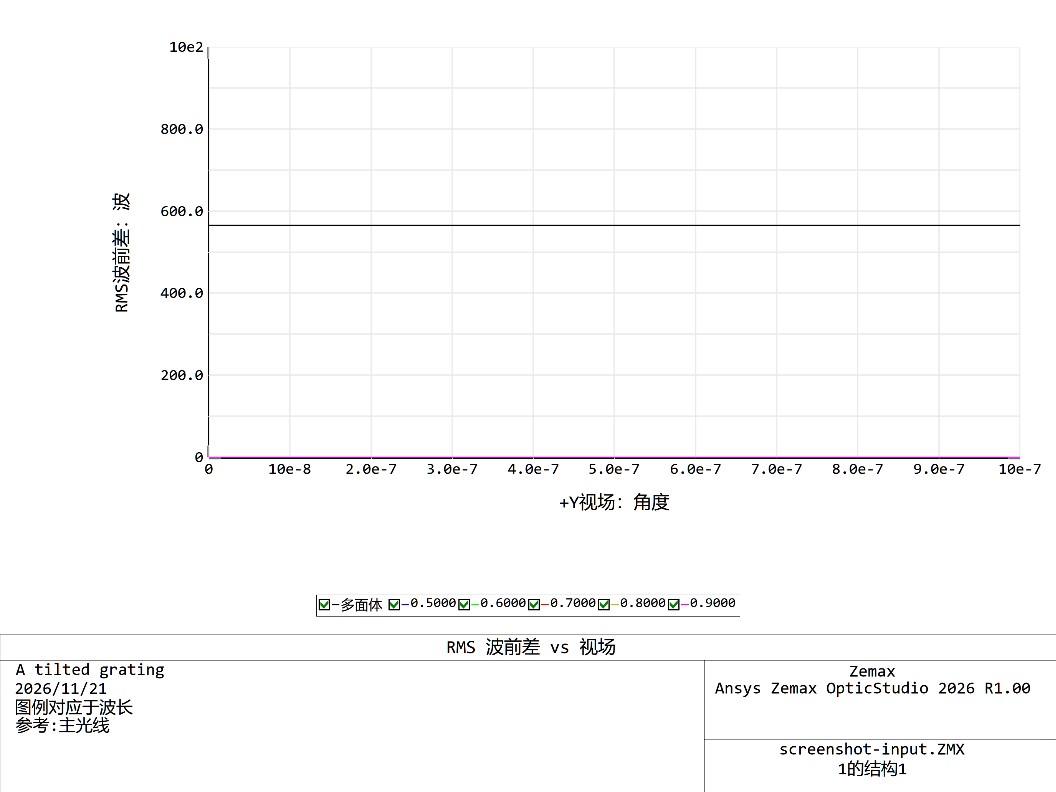 10e2
800.0
600.0
400.0
200.0
0
RMS波前差: 波
0 10e-8 2.0e-7 3.0e-7 4.0e-7 5.0e-7 6.0e-7 7.0e-7 8.0e-7 9.0e-7 10e-7
+Y视场: 角度
多面体 0.5000 0.6000 0.7000 0.8000 0.9000
RMS 波前差 vs 视场
A tilted grating
2026/11/21
图例对应于波长
参考:主光线
Zemax
Ansys Zemax OpticStudio 2026 R1.00
screenshot-input.ZMX
1的结构1